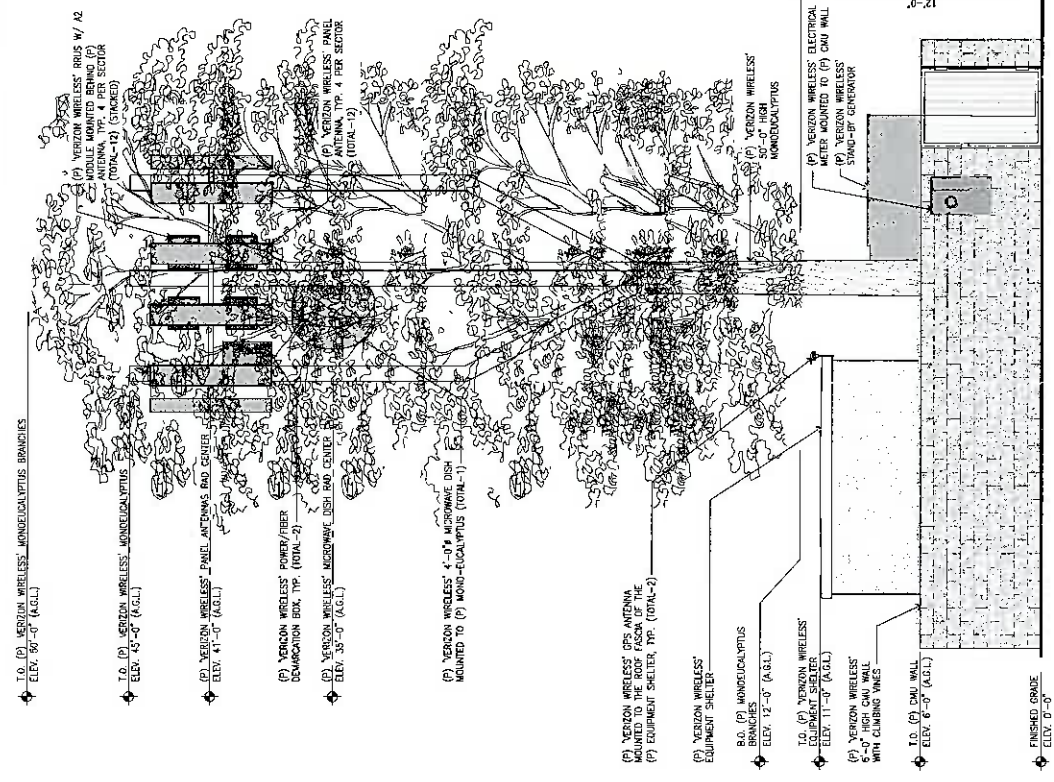 T.O. (P) VERIZON WIRELESS' MONOEUCALYPTUS BRANCHES
ELEV. 50'-0" (A.G.L.)
T.O. (P) VERIZON WIRELESS' MONOEUCALYPTUS
ELEV. 45'-0" (A.G.L.)
(P) VERIZON WIRELESS' PANEL ANTENNAS RAD CENTER
ELEV. 41'-0" (A.G.L.)
(P) VERIZON WIRELESS' POWER/FIBER
DEMARCATION BOX, TYP. (TOTAL-2)
(P) VERIZON WIRELESS' MICROWAVE DISH RAD CENTER
ELEV. 35'-0" (A.G.L.)
(P) VERIZON WIRELESS' 4'-0"ø MICROWAVE DISH
MOUNTED TO (P) MONO-EUCALYPTUS (TOTAL-1)
(P) VERIZON WIRELESS' GPS ANTENNA
MOUNTED TO THE ROOF FASCIA OF THE
(P) EQUIPMENT SHELTER, TYP. (TOTAL-2)
(P) VERIZON WIRELESS'
EQUIPMENT SHELTER
B.O. (P) MONOEUCALYPTUS
BRANCHES
ELEV. 12'-0" (A.G.L.)
T.O. (P) VERIZON WIRELESS'
EQUIPMENT SHELTER
ELEV. 11'-0" (A.G.L.)
(P) VERIZON WIRELESS'
6'-0" HIGH CMU WALL
WITH CLIMBING VINES
T.O. (P) CMU WALL
ELEV. 6'-0" (A.G.L.)
FINISHED GRADE
ELEV. 0'-0"
(P) VERIZON WIRELESS' RRUS W/ A2
MODULE MOUNTED BEHIND (P)
ANTENNA, TYP. 4 PER SECTOR
(TOTAL-12) (STACKED)
(P) VERIZON WIRELESS' PANEL
ANTENNA, TYP. 4 PER SECTOR
(TOTAL-12)
(P) VERIZON WIRELESS'
50'-0" HIGH
MONOEUCALYPTUS
(P) VERIZON WIRELESS' ELECTRICAL
METER MOUNTED TO (P) CMU WALL
(P) VERIZON WIRELESS'
STAND-BY GENERATOR
12'-0"